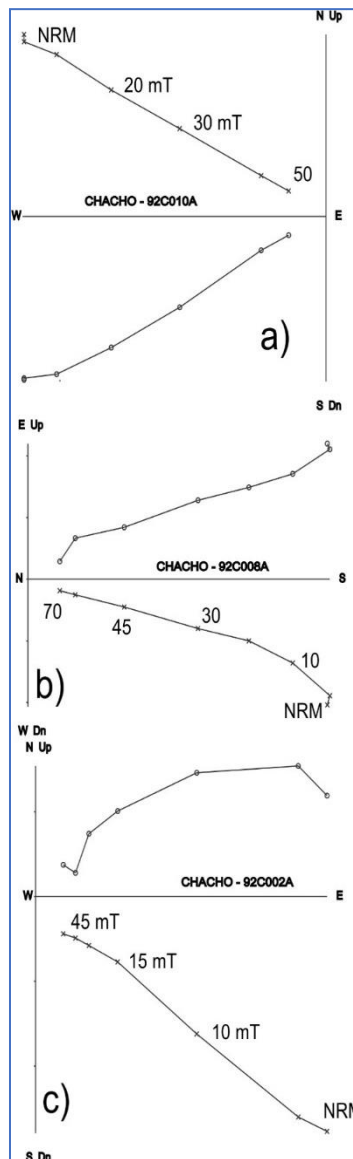 N Up
NRM
20 mT
30 mT
50
CHACHO - 92C010A
W
E
a)
S Dn
E Up
CHACHO - 92C008A
N
S
70
45
30
10
b)
NRM
W Dn
N Up
CHACHO - 92C002A
W
E
45 mT
15 mT
10 mT
c)
NRM
S Dn